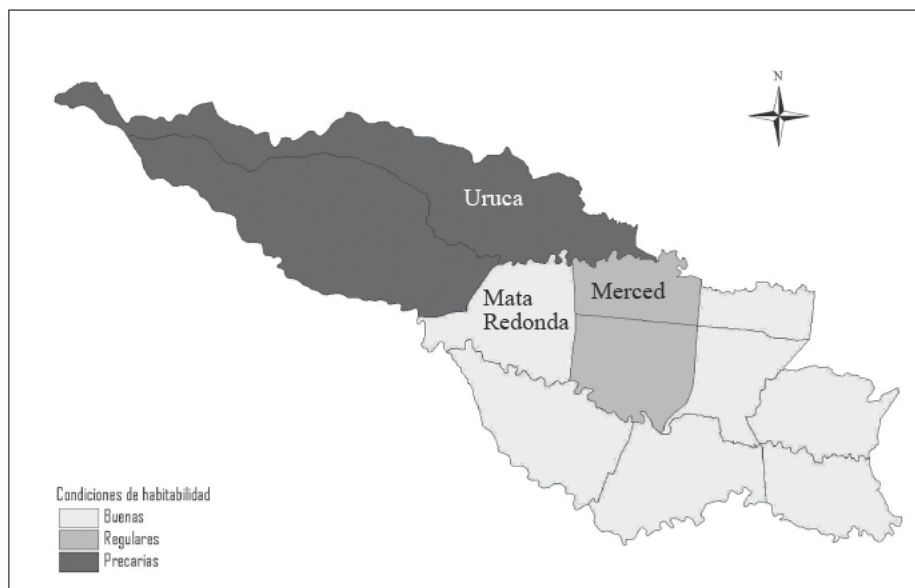 N
Uruca
Mata
Redonda
Merced
Condiciones de habitabilidad
Buenas
Regulares
Precarias